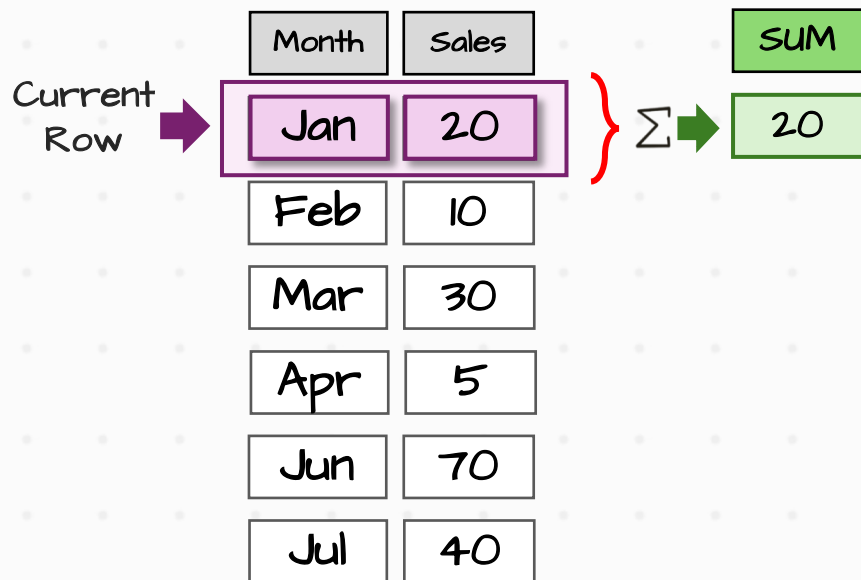 Month Sales SUM
Current
Row
Jan 20 Σ 20
Feb 10
Mar 30
Apr 5
Jun 70
Jul 40